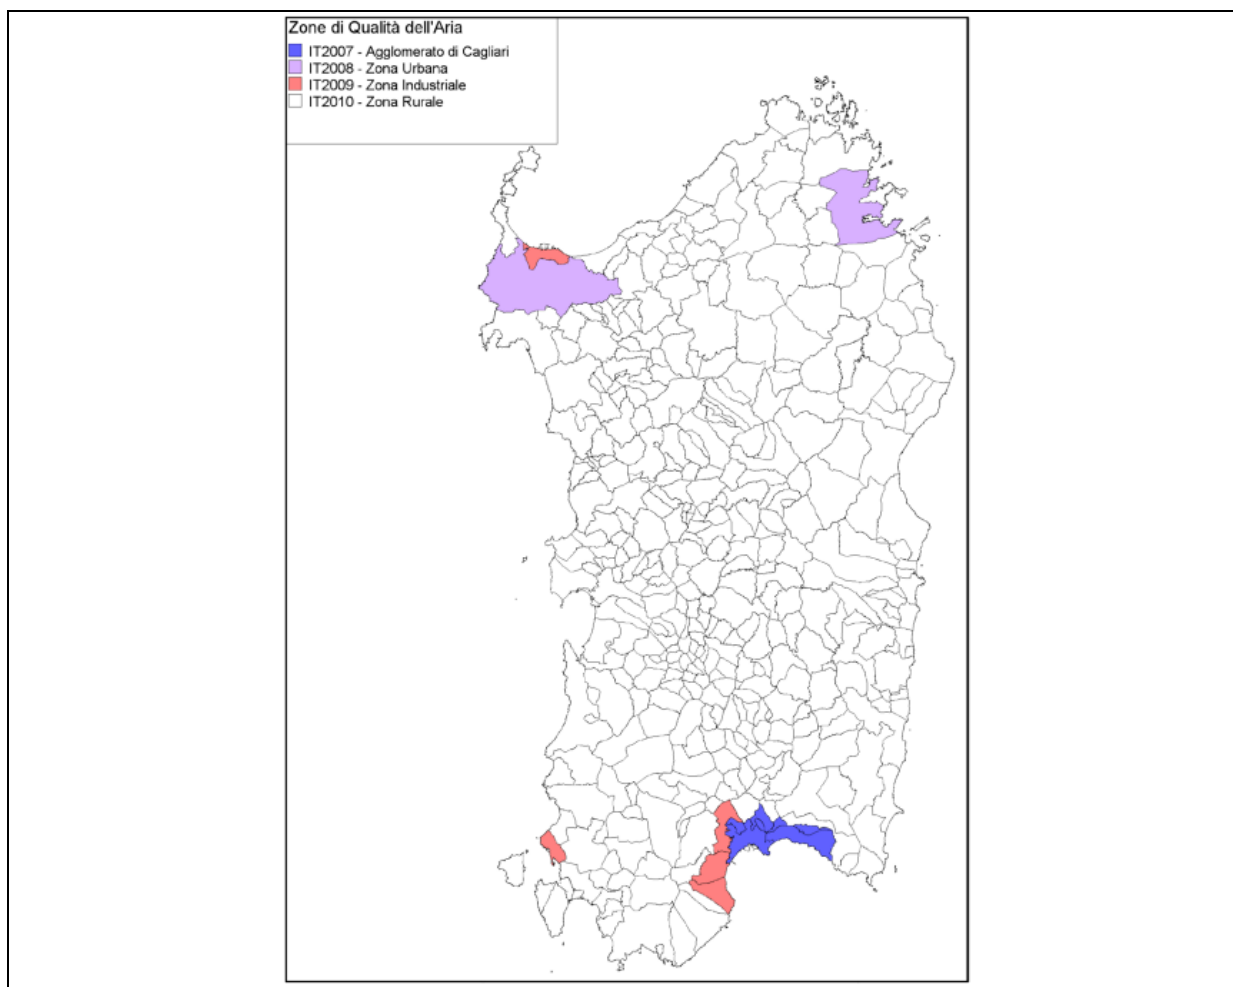 Zone di Qualità dell'Aria
IT2007 - Agglomerato di Cagliari
IT2008 - Zona Urbana
IT2009 - Zona Industriale
IT2010 - Zona Rurale